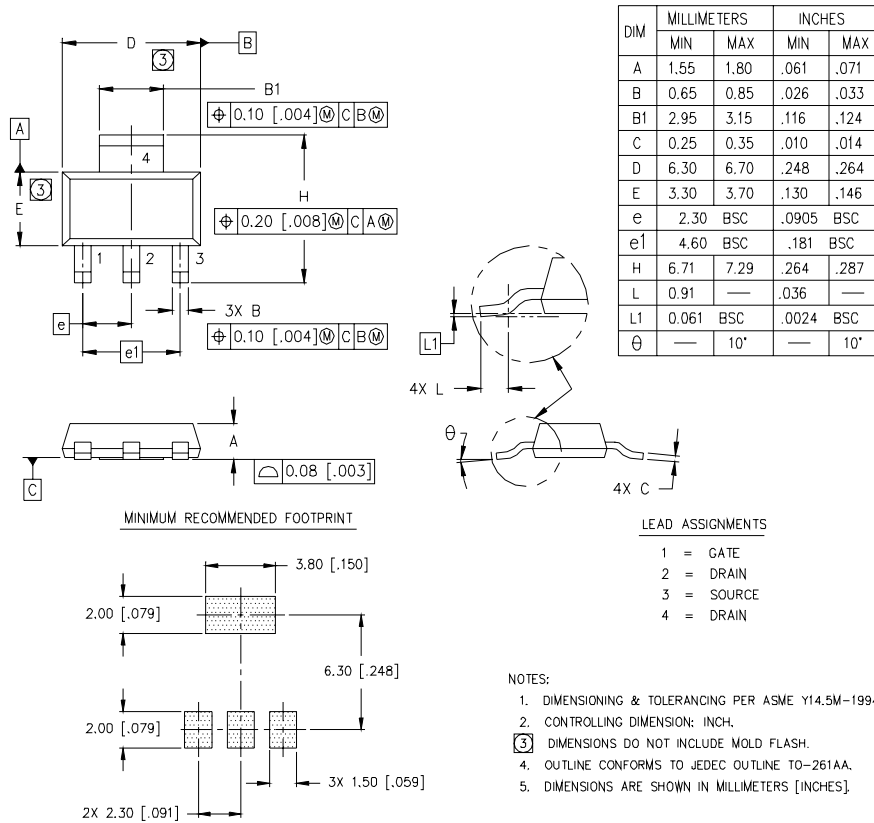 D
B
3
B1
⌖ 0.10 [.004]Ⓜ C BⓂ
A
4
3
E
H
⌖ 0.20 [.008]Ⓜ C AⓂ
1 2 3
3X B
e
⌖ 0.10 [.004]Ⓜ C BⓂ
e1
L1
4X L
A
θ
C
⌓ 0.08 [.003]
4X C
DIM MILLIMETERS INCHES
MIN MAX MIN MAX
A 1.55 1.80 .061 .071
B 0.65 0.85 .026 .033
B1 2.95 3.15 .116 .124
C 0.25 0.35 .010 .014
D 6.30 6.70 .248 .264
E 3.30 3.70 .130 .146
e 2.30 BSC .0905 BSC
e1 4.60 BSC .181 BSC
H 6.71 7.29 .264 .287
L 0.91 — .036 —
L1 0.061 BSC .0024 BSC
θ — 10° — 10°
MINIMUM RECOMMENDED FOOTPRINT
3.80 [.150]
2.00 [.079]
6.30 [.248]
2.00 [.079]
3X 1.50 [.059]
2X 2.30 [.091]
LEAD ASSIGNMENTS
1 = GATE
2 = DRAIN
3 = SOURCE
4 = DRAIN
NOTES:
1. DIMENSIONING & TOLERANCING PER ASME Y14.5M-1994
2. CONTROLLING DIMENSION: INCH.
3 DIMENSIONS DO NOT INCLUDE MOLD FLASH.
4. OUTLINE CONFORMS TO JEDEC OUTLINE TO-261AA.
5. DIMENSIONS ARE SHOWN IN MILLIMETERS [INCHES].